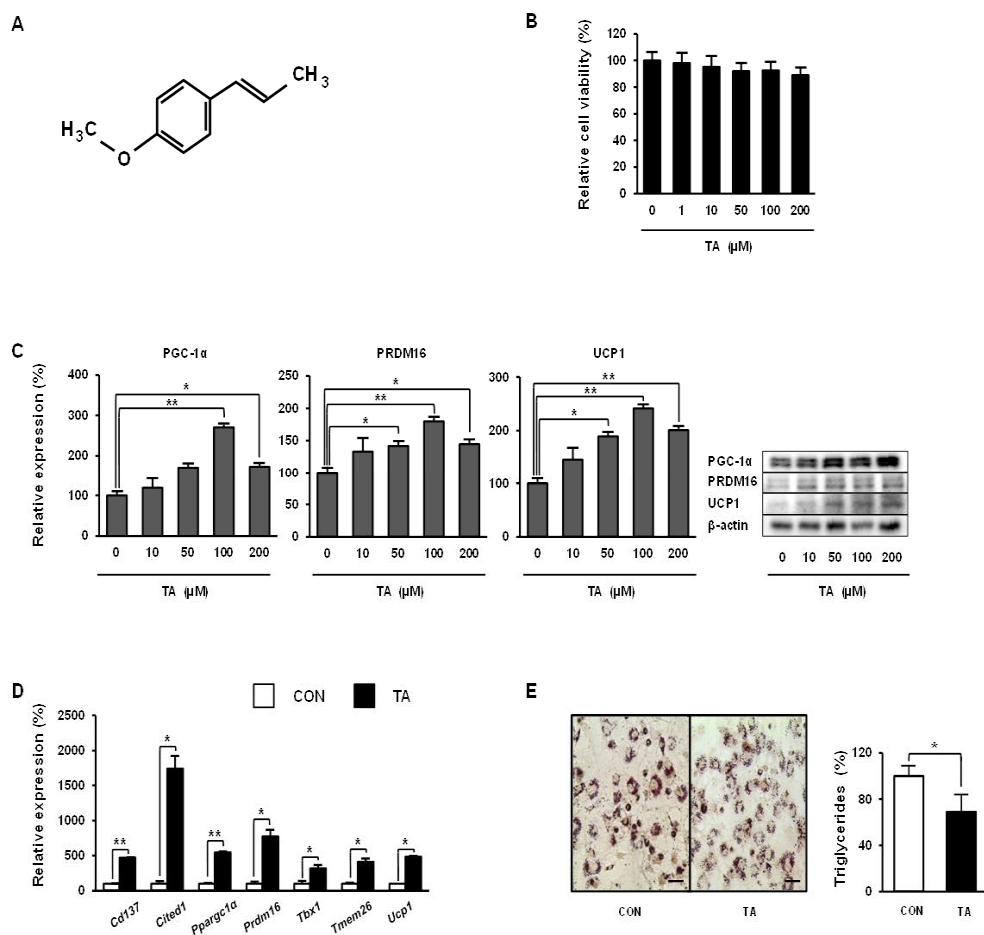 A
CH3
H3C
O
B
Relative cell viability (%)
120
100
80
60
40
20
0
0 1 10 50 100 200
TA (µM)
C
PGC-1α
Relative expression (%)
400
300
200
100
0
*
**
0 10 50 100 200
TA (µM)
PRDM16
250
200
150
100
50
0
*
**
*
0 10 50 100 200
TA (µM)
UCP1
300
200
100
0
**
**
*
0 10 50 100 200
TA (µM)
PGC-1α
PRDM16
UCP1
β-actin
0 10 50 100 200
TA (µM)
D
CON TA
Relative expression (%)
2500
2000
1500
1000
500
0
** * ** * * * *
Cd137 Cited1 Ppargc1α Prdm16 Tbx1 Tmem26 Ucp1
E
CON TA
Triglycerides (%)
120
80
40
0
*
CON TA